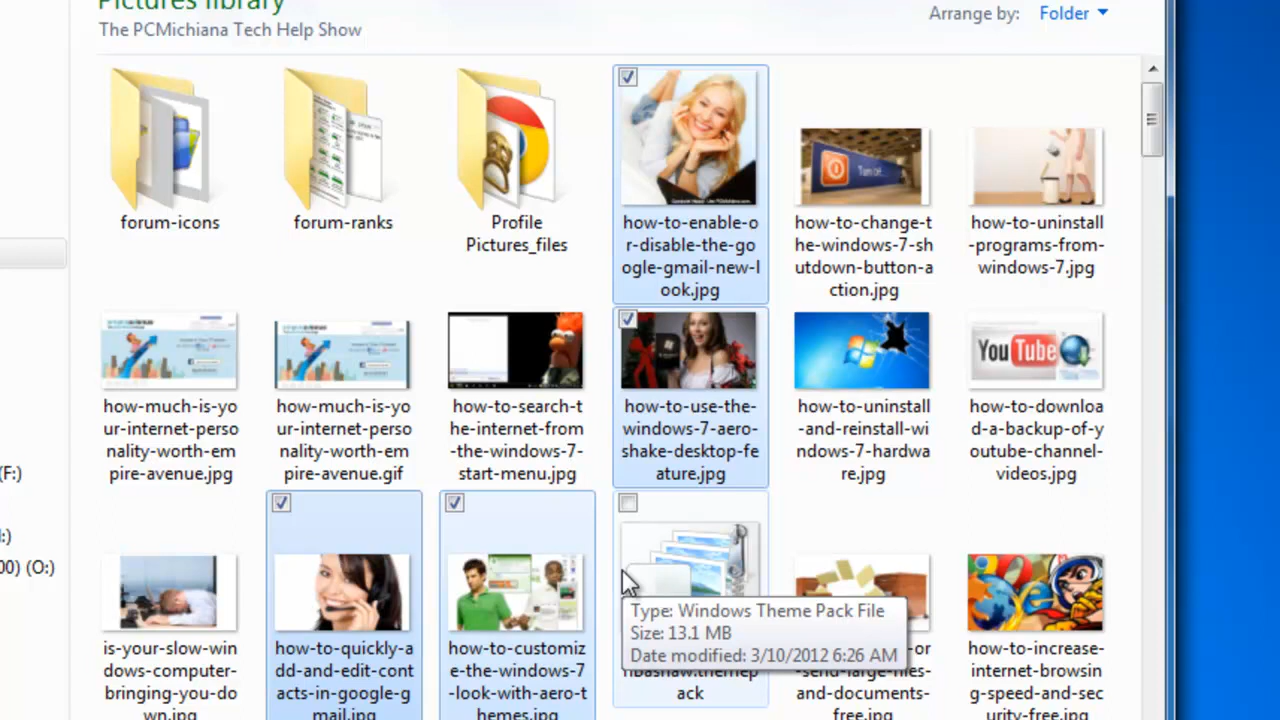 Pictures library
The PCMichiana Tech Help Show
Arrange by: Folder
forum-icons
forum-ranks
Profile
Pictures_files
how-to-enable-o
r-disable-the-go
ogle-gmail-new-l
ook.jpg
how-to-change-t
he-windows-7-sh
utdown-button-a
ction.jpg
how-to-uninstall
-programs-from-
windows-7.jpg
Turn off
You Tube
how-much-is-yo
ur-internet-perso
nality-worth-em
pire-avenue.jpg
how-much-is-yo
ur-internet-perso
nality-worth-em
pire-avenue.gif
how-to-search-t
he-internet-from
-the-windows-7-
start-menu.jpg
how-to-use-the-
windows-7-aero-
shake-desktop-fe
ature.jpg
how-to-uninstall
-and-reinstall-wi
ndows-7-hardwa
re.jpg
how-to-downloa
d-a-backup-of-y
outube-channel-
videos.jpg
(F:)
:)
00) (O:)
Type: Windows Theme Pack File
Size: 13.1 MB
Date modified: 3/10/2012 6:26 AM
is-your-slow-win
dows-computer-
bringing-you-do
wn.jpg
how-to-quickly-a
dd-and-edit-cont
acts-in-google-g
mail.jpg
how-to-customiz
e-the-windows-7
-look-with-aero-t
hemes.jpg
ack
-or
-send-large-files-
and-documents-
free.jpg
how-to-increase-
internet-browsin
g-speed-and-sec
urity-free.jpg